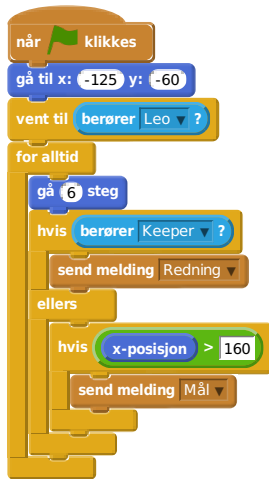 når klikkes
gå til x: -125 y: -60
vent til berører Leo ?
for alltid
gå 6 steg
hvis berører Keeper ?
send melding Redning
ellers
hvis x-posisjon > 160
send melding Mål